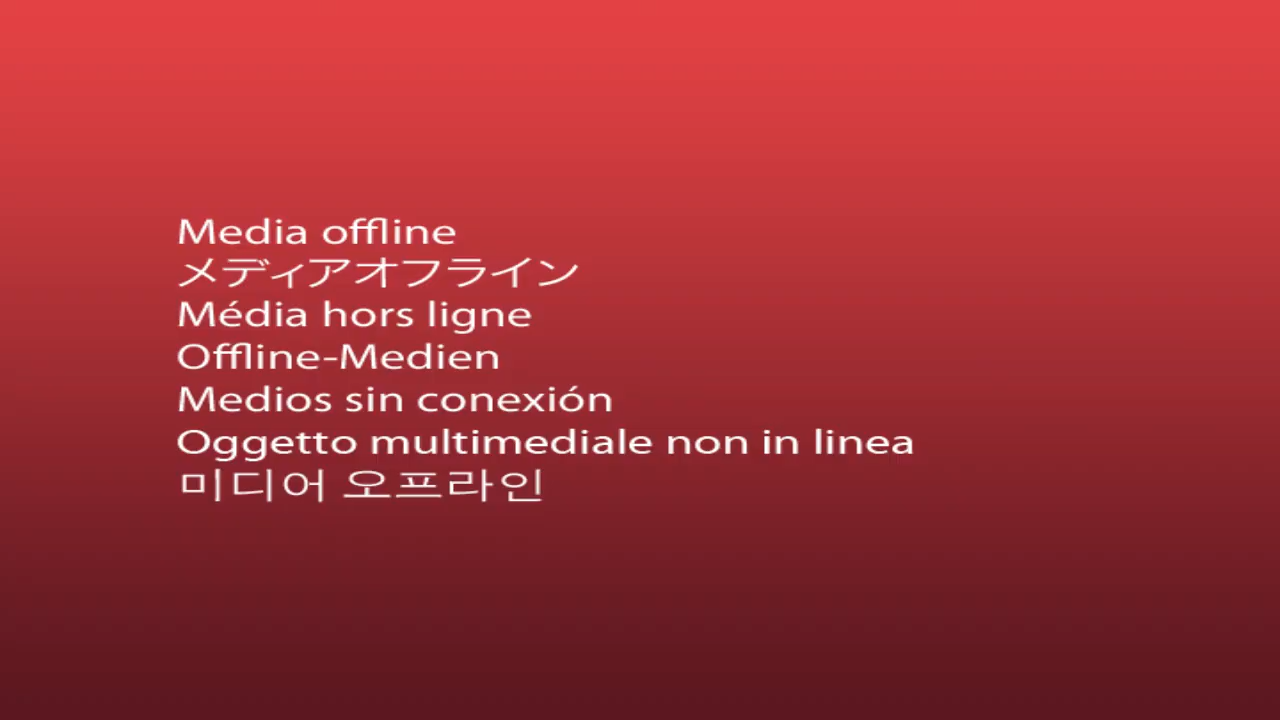 Media offline
メディアオフライン
Média hors ligne
Offline-Medien
Medios sin conexión
Oggetto multimediale non in linea
미디어 오프라인